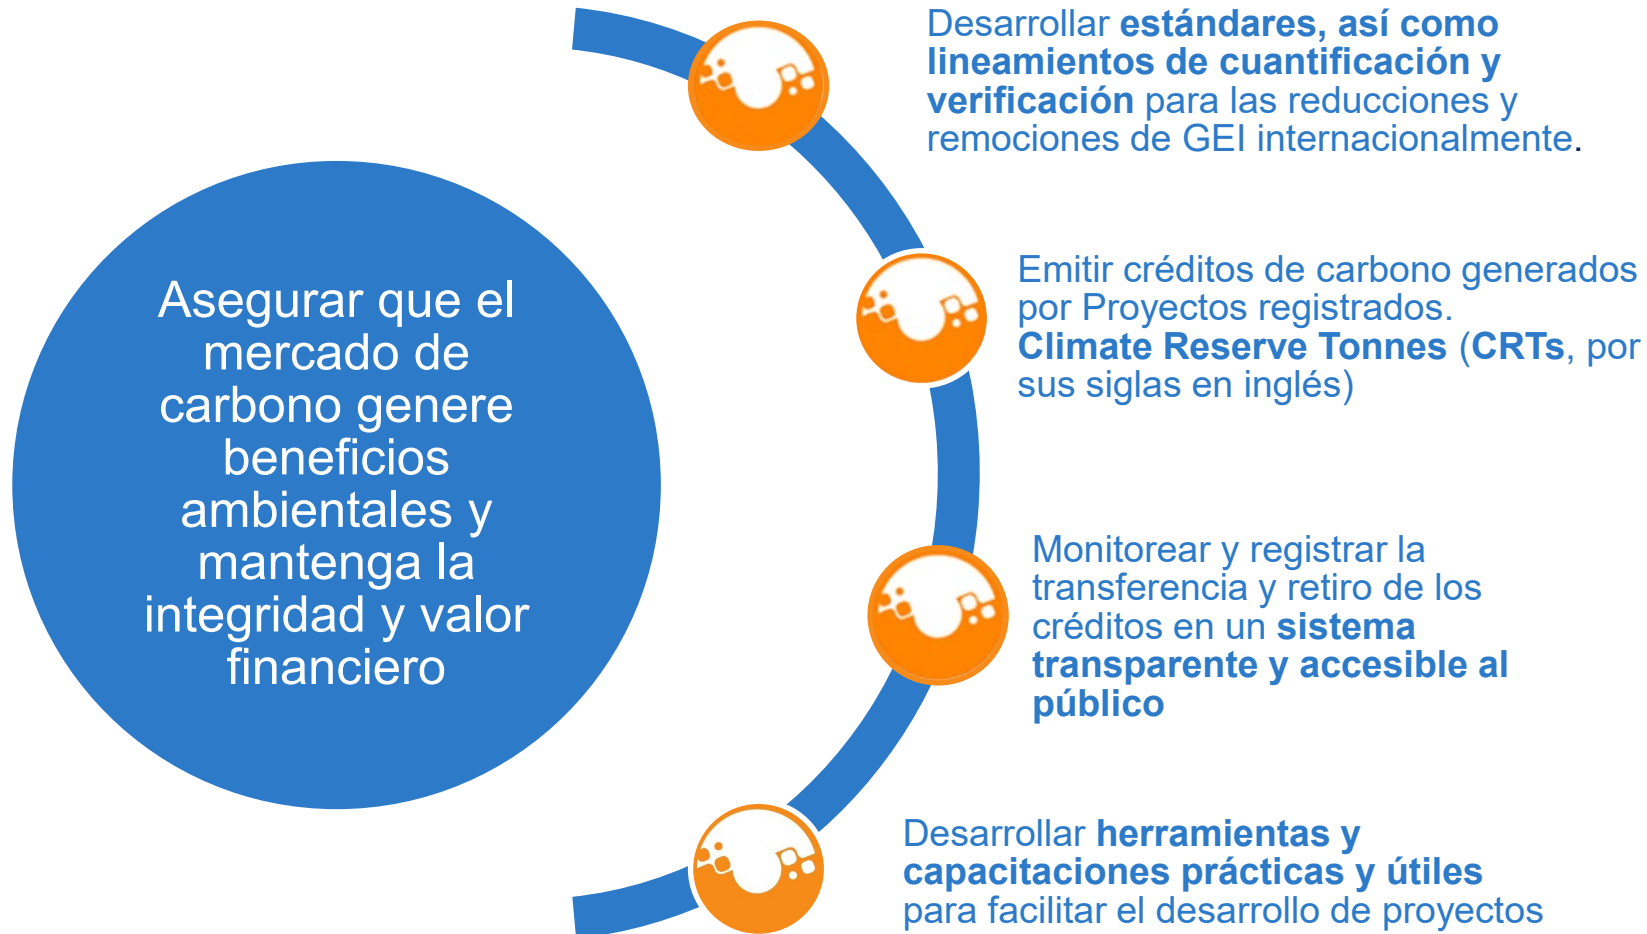 Asegurar que el
mercado de
carbono genere
beneficios
ambientales y
mantenga la
integridad y valor
financiero
Desarrollar estándares, así como
lineamientos de cuantificación y
verificación para las reducciones y
remociones de GEI internacionalmente.
Emitir créditos de carbono generados
por Proyectos registrados.
Climate Reserve Tonnes (CRTs, por
sus siglas en inglés)
Monitorear y registrar la
transferencia y retiro de los
créditos en un sistema
transparente y accesible al
público
Desarrollar herramientas y
capacitaciones prácticas y útiles
para facilitar el desarrollo de proyectos